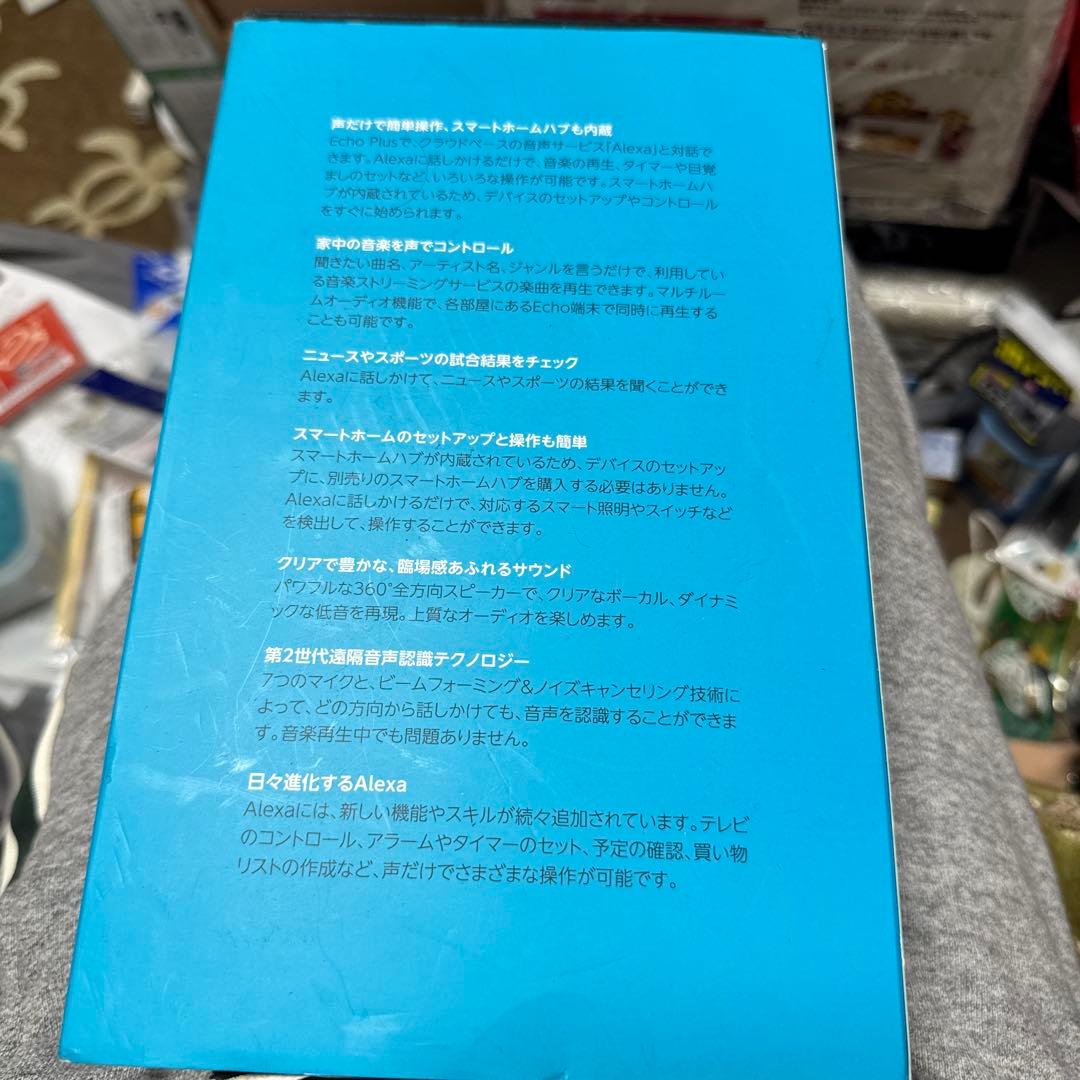 声だけで簡単操作、スマートホームハブも内蔵
Echo Plusで、クラウドベースの音声サービス「Alexa」と対話で
きます。Alexaに話しかけるだけで、音楽の再生、タイマーや目覚
ましのセットなど、いろいろな操作が可能です。スマートホームハ
ブが内蔵されているため、デバイスのセットアップやコントロール
をすぐに始められます。
家中の音楽を声でコントロール
聞きたい曲名、アーティスト名、ジャンルを言うだけで、利用してい
る音楽ストリーミングサービスの楽曲を再生できます。マルチルー
ムオーディオ機能で、各部屋にあるEcho端末で同時に再生する
ことも可能です。
ニュースやスポーツの試合結果をチェック
Alexaに話しかけて、ニュースやスポーツの結果を聞くことができ
ます。
スマートホームのセットアップと操作も簡単
スマートホームハブが内蔵されているため、デバイスのセットアッ
プに、別売りのスマートホームハブを購入する必要はありません。
Alexaに話しかけるだけで、対応するスマート照明やスイッチなど
を検出して、操作することができます。
クリアで豊かな、臨場感あふれるサウンド
パワフルな360°全方向スピーカーで、クリアなボーカル、ダイナミ
ックな低音を再現。上質なオーディオを楽しめます。
第2世代遠隔音声認識テクノロジー
7つのマイクと、ビームフォーミング&ノイズキャンセリング技術に
よって、どの方向から話しかけても、音声を認識することができま
す。音楽再生中でも問題ありません。
日々進化するAlexa
Alexaには、新しい機能やスキルが続々追加されています。テレビ
のコントロール、アラームやタイマーのセット、予定の確認、買い物
リストの作成など、声だけでさまざまな操作が可能です。